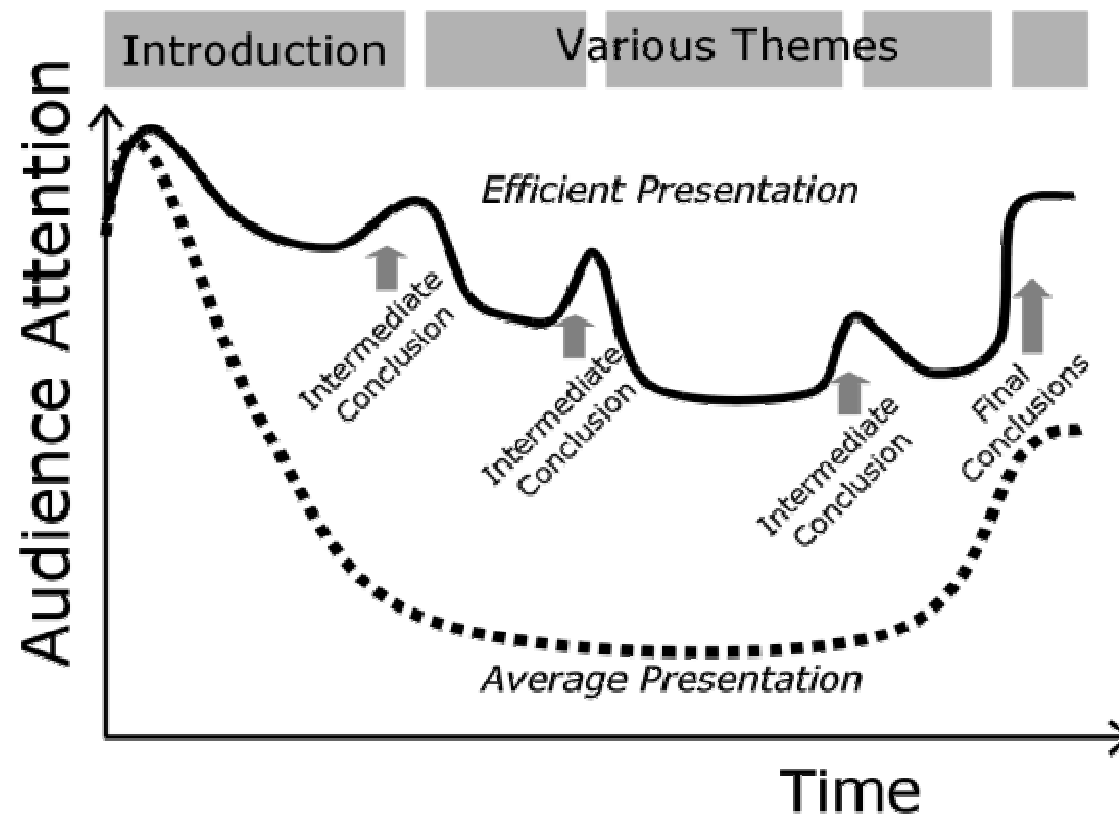 Introduction
Various Themes
Audience Attention
Efficient Presentation
Intermediate
Conclusion
Intermediate
Conclusion
Intermediate
Conclusion
Final
Conclusions
Average Presentation
Time